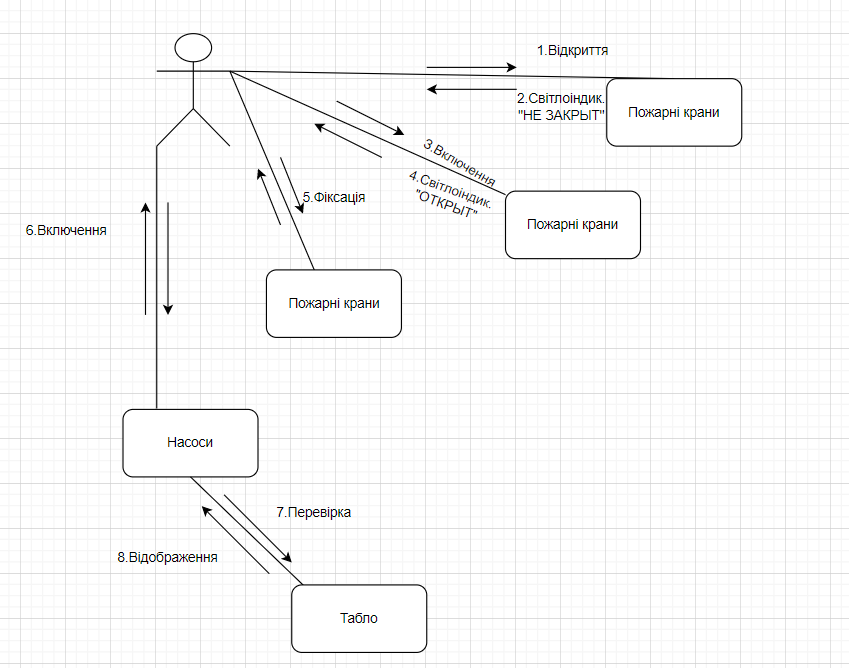 1.Відкриття
2.Світлоіндик.
"НЕ ЗАКРЫТ"
Пожарні крани
3.Включення
4.Світлоіндик.
"ОТКРЫТ"
Пожарні крани
5.Фіксація
6.Включення
Пожарні крани
Насоси
7.Перевірка
8.Відображення
Табло